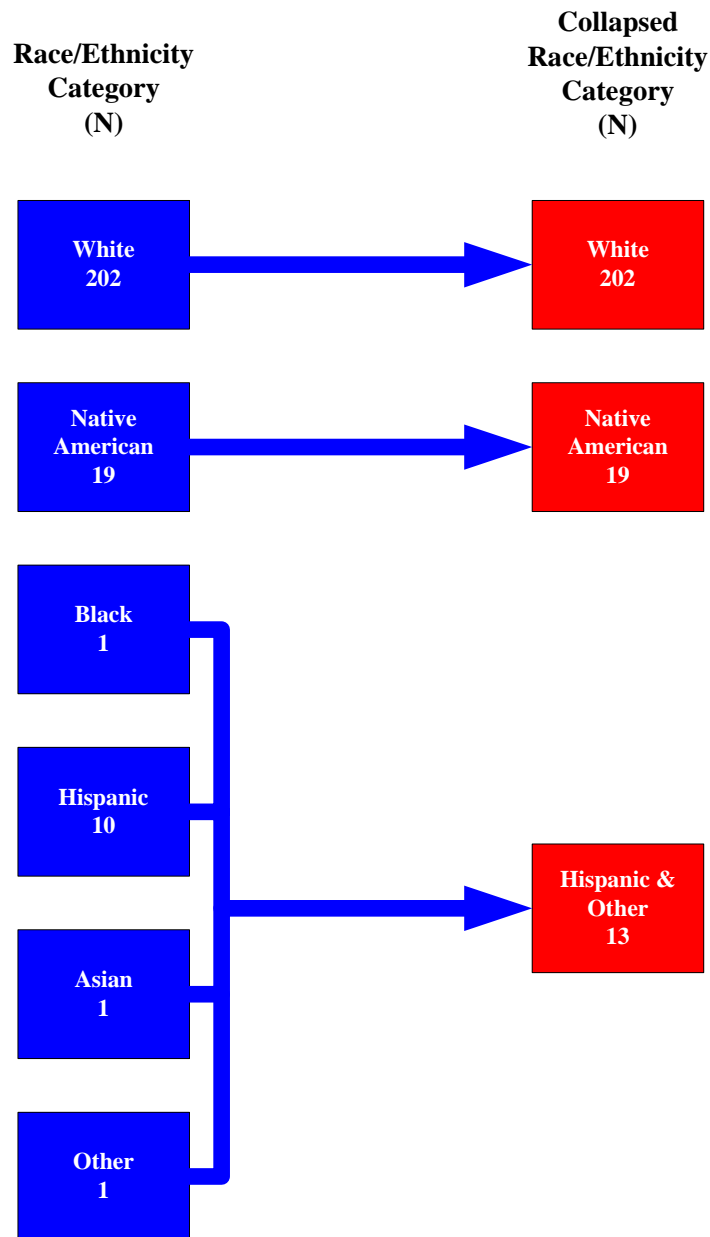 Race/Ethnicity
Category
(N)
Collapsed
Race/Ethnicity
Category
(N)
White
202
White
202
Native
American
19
Native
American
19
Black
1
Hispanic
10
Hispanic &
Other
13
Asian
1
Other
1